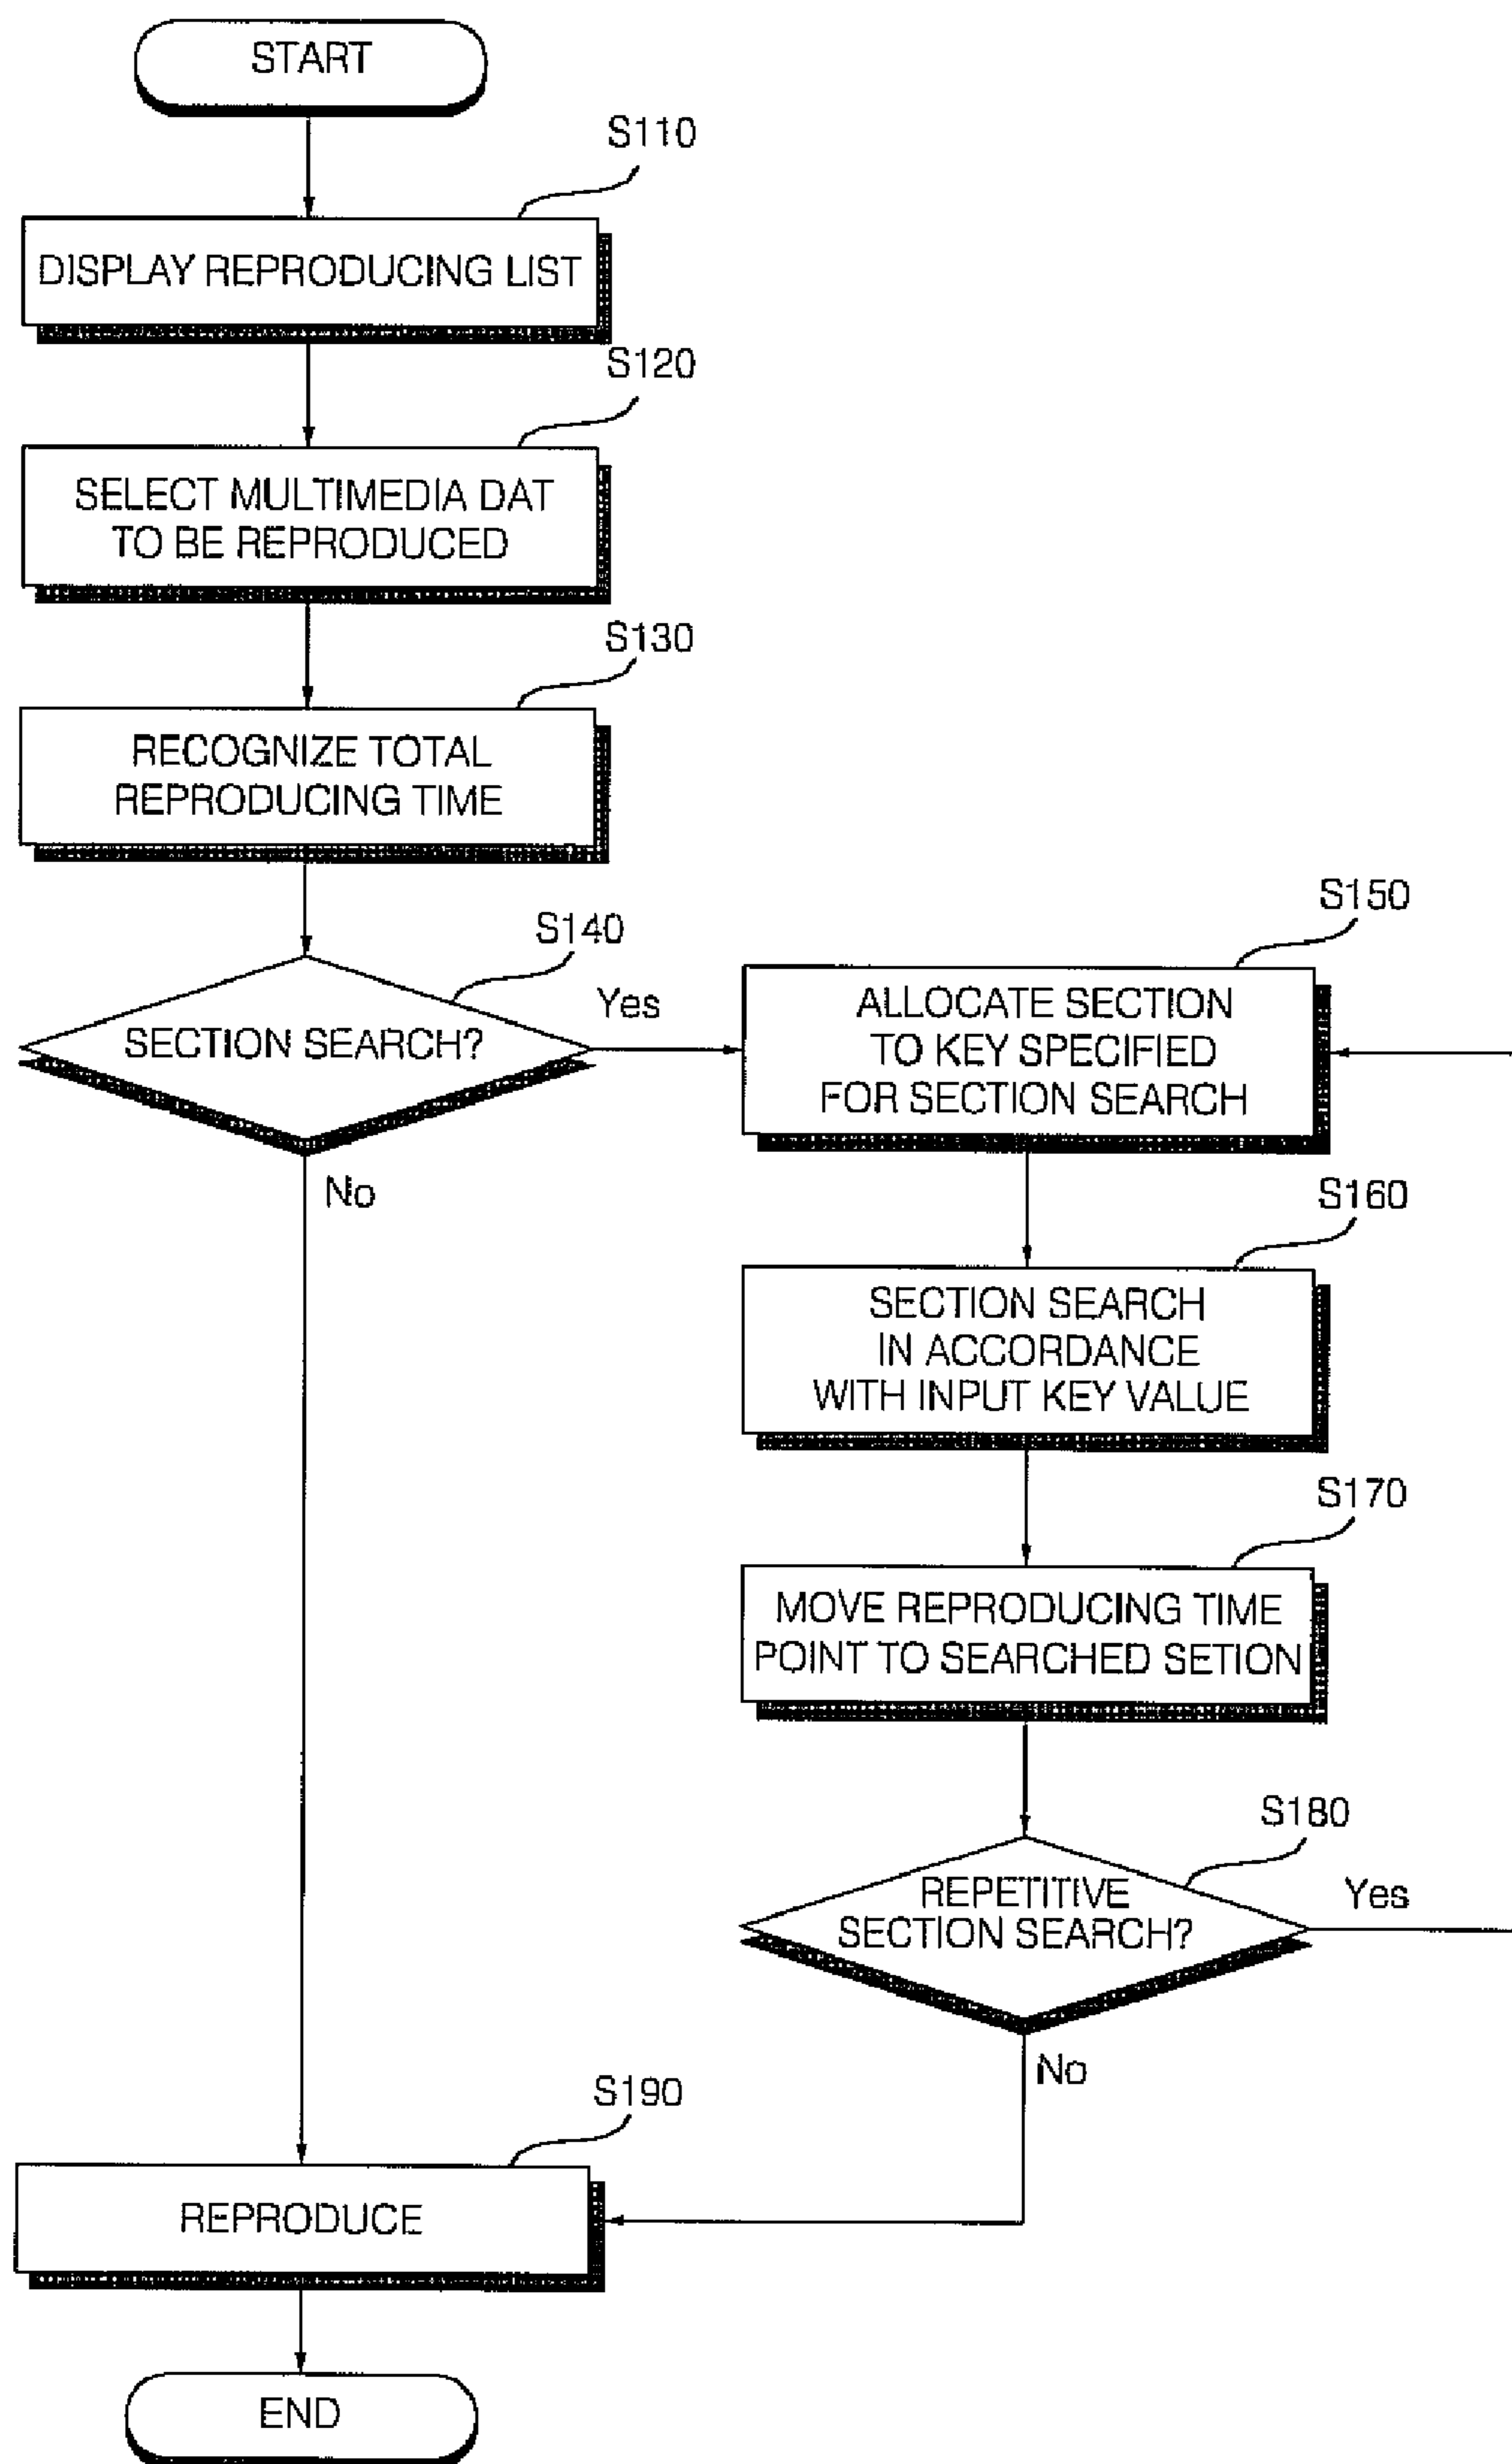 START
S110
DISPLAY REPRODUCING LIST
S120
SELECT MULTIMEDIA DAT
TO BE REPRODUCED
S130
RECOGNIZE TOTAL
REPRODUCING TIME
S140
SECTION SEARCH?
Yes
No
S150
ALLOCATE SECTION
TO KEY SPECIFIED
FOR SECTION SEARCH
S160
SECTION SEARCH
IN ACCORDANCE
WITH INPUT KEY VALUE
S170
MOVE REPRODUCING TIME
POINT TO SEARCHED SETION
S180
REPETITIVE
SECTION SEARCH?
Yes
No
S190
REPRODUCE
END